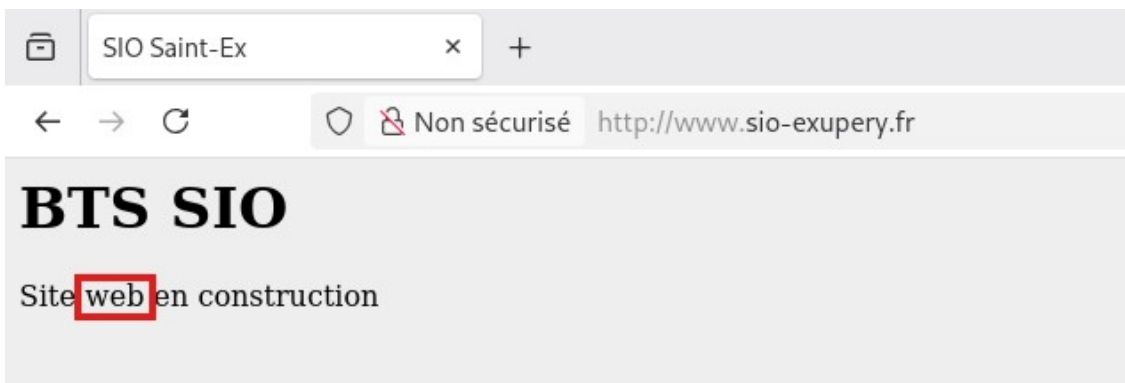 SIO Saint-Ex
Non sécurisé http://www.sio-exupery.fr
BTS SIO
Site web en construction